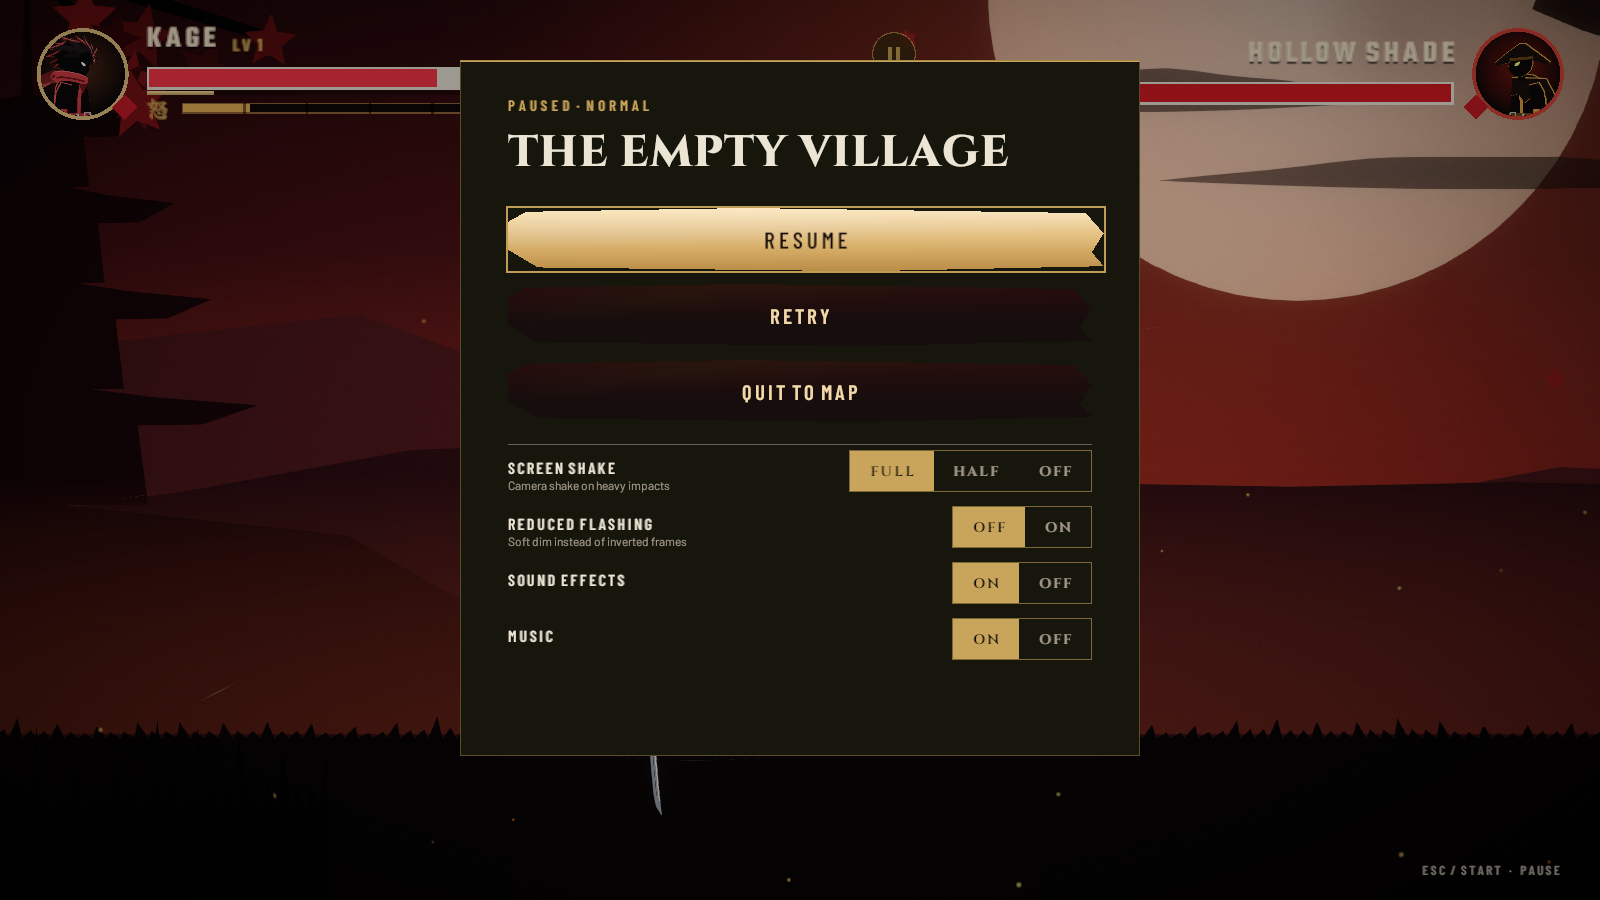 KAGE LV 1
HOLLOW SHADE
怒
PAUSED · NORMAL
THE EMPTY VILLAGE
RESUME
RETRY
QUIT TO MAP
SCREEN SHAKE
Camera shake on heavy impacts
FULL HALF OFF
REDUCED FLASHING
Soft dim instead of inverted frames
OFF ON
SOUND EFFECTS
ON OFF
MUSIC
ON OFF
ESC / START · PAUSE